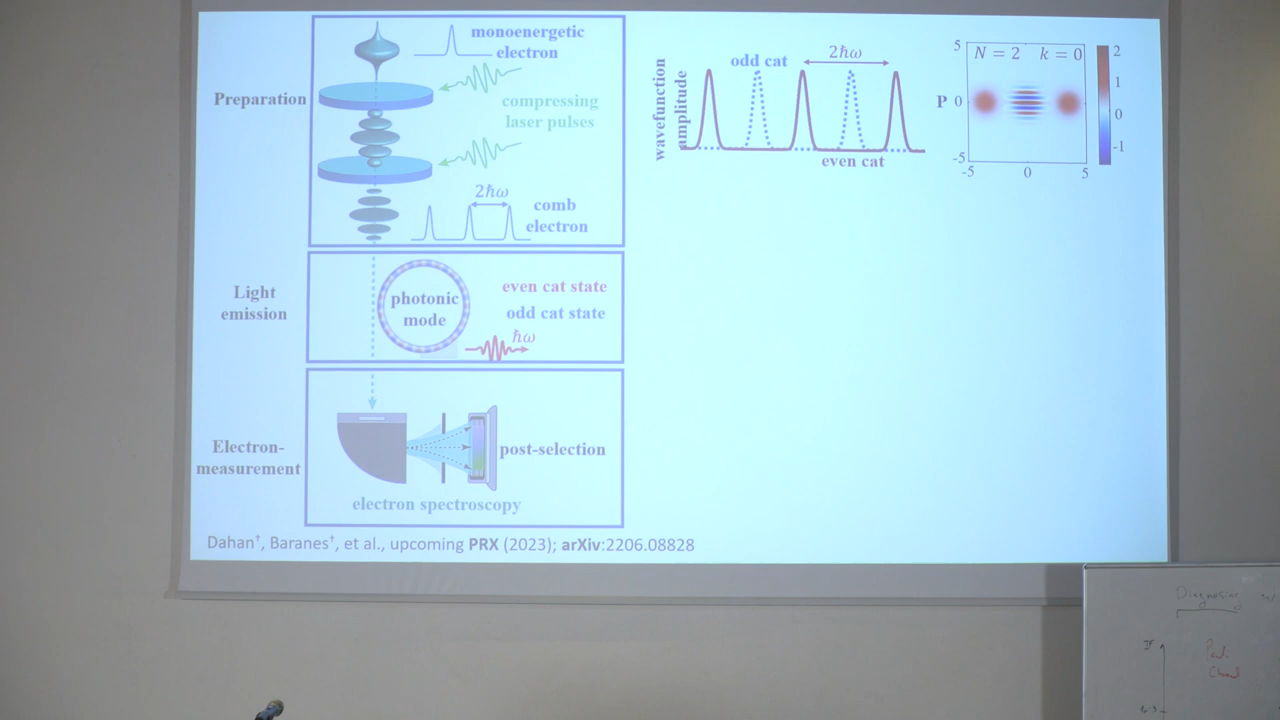 Preparation
monoenergetic
electron
compressing
laser pulses
2ℏω
comb
electron
Light
emission
photonic
mode
even cat state
odd cat state
ℏω
Electron-
measurement
post-selection
electron spectroscopy
Dahan†, Baranes†, et al., upcoming PRX (2023); arXiv:2206.08828
wavefunction
amplitude
odd cat
2ℏω
even cat
N = 2 k = 0
P
5
0
-5
-5 0 5
2
1
0
-1
Diagnosing